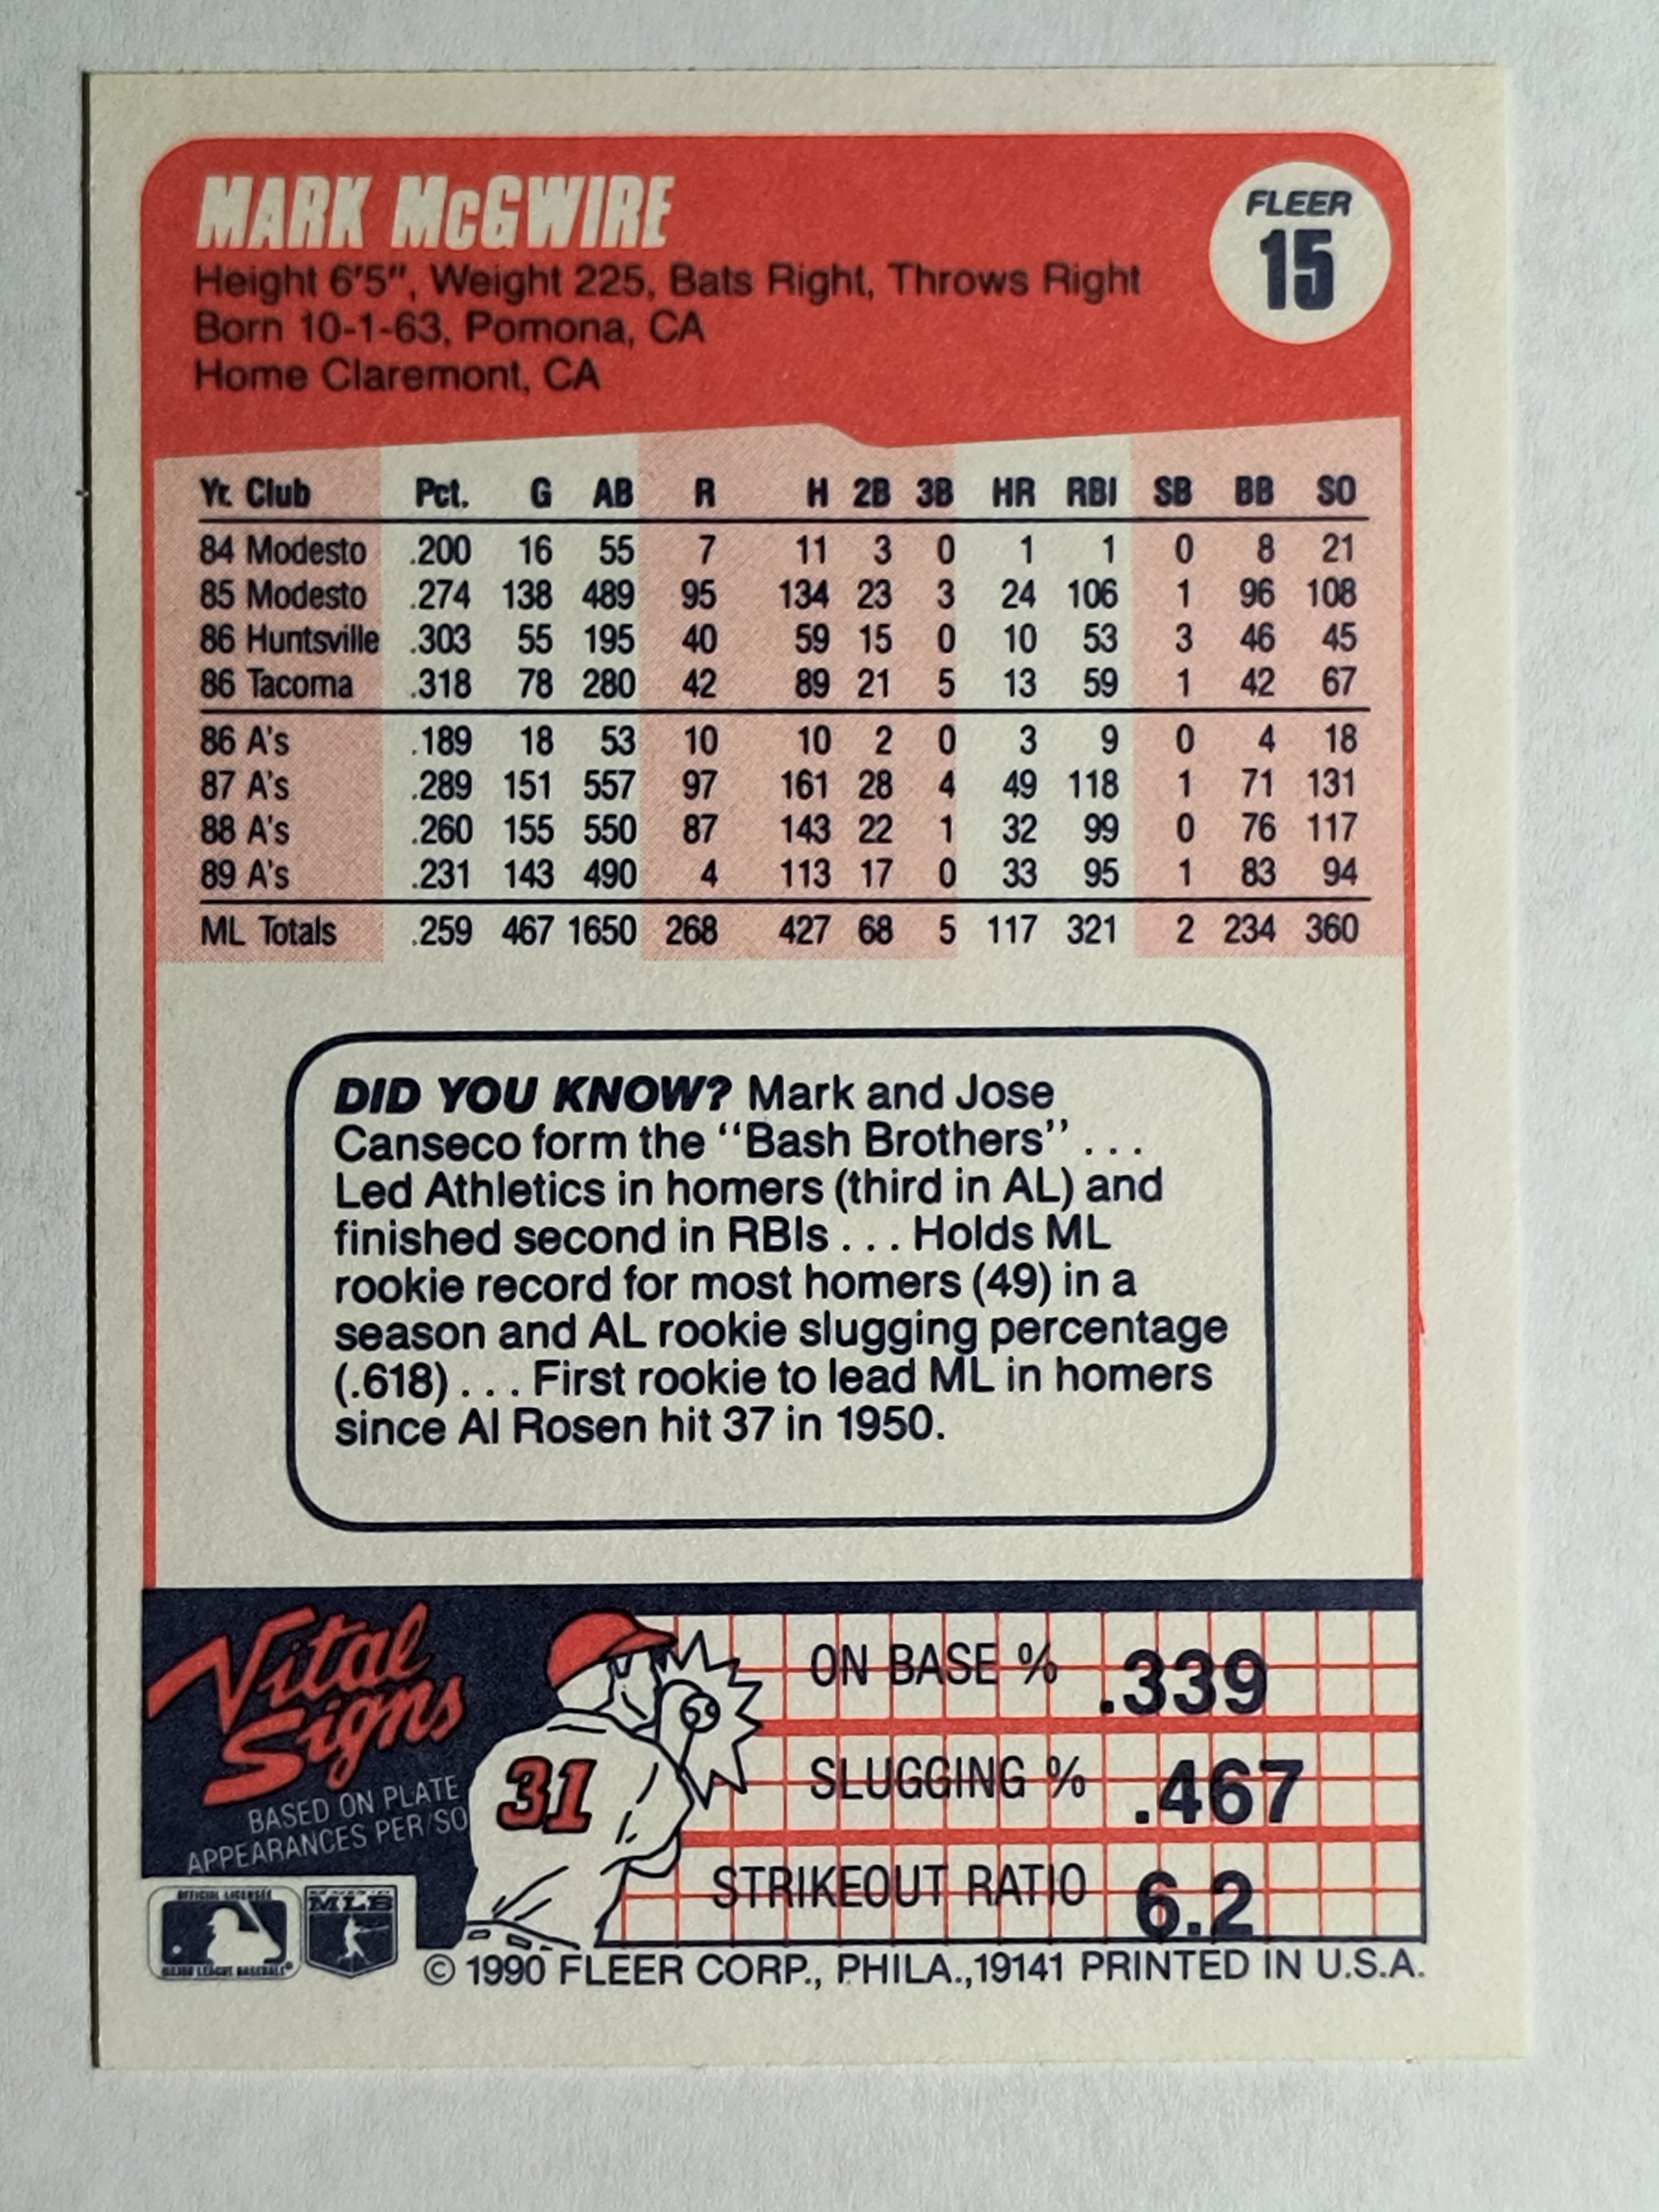 MARK McGWIRE
FLEER
15
Height 6'5", Weight 225, Bats Right, Throws Right
Born 10-1-63, Pomona, CA
Home Claremont, CA
Yr. Club Pct. G AB R H 2B 3B HR RBI SB BB SO
84 Modesto .200 16 55 7 11 3 0 1 1 0 8 21
85 Modesto .274 138 489 95 134 23 3 24 106 1 96 108
86 Huntsville .303 55 195 40 59 15 0 10 53 3 46 45
86 Tacoma .318 78 280 42 89 21 5 13 59 1 42 67
86 A's .189 18 53 10 10 2 0 3 9 0 4 18
87 A's .289 151 557 97 161 28 4 49 118 1 71 131
88 A's .260 155 550 87 143 22 1 32 99 0 76 117
89 A's .231 143 490 4 113 17 0 33 95 1 83 94
ML Totals .259 467 1650 268 427 68 5 117 321 2 234 360
DID YOU KNOW? Mark and Jose
Canseco form the ''Bash Brothers'' . . .
Led Athletics in homers (third in AL) and
finished second in RBIs . . . Holds ML
rookie record for most homers (49) in a
season and AL rookie slugging percentage
(.618) . . . First rookie to lead ML in homers
since Al Rosen hit 37 in 1950.
Vital
Signs
BASED ON PLATE
APPEARANCES PER/SO
31
ON BASE % .339
SLUGGING % .467
STRIKEOUT RATIO 6.2
OFFICIAL LICENSEE
MAJOR LEAGUE BASEBALL®
MLB
© 1990 FLEER CORP., PHILA.,19141 PRINTED IN U.S.A.